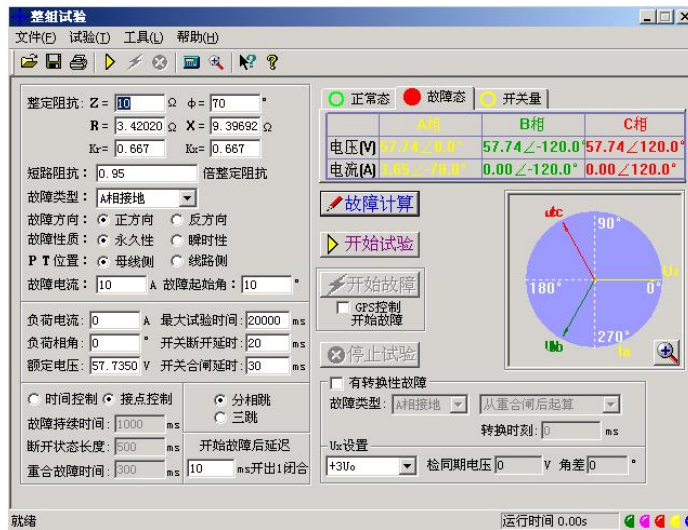 整组试验
文件(F) 试验(T) 工具(L) 帮助(H)
整定阻抗: Z = 10 Ω φ = 70 °
R = 3.42020 Ω X = 9.39692 Ω
Kr= 0.667 Kx= 0.667
短路阻抗: 0.95 倍整定阻抗
故障类型: A相接地
故障方向: 正方向 反方向
故障性质: 永久性 瞬时性
PT位置: 母线侧 线路侧
故障电流: 10 A 故障起始角: 10 °
负荷电流: 0 A 最大试验时间: 20000 ms
负荷相角: 0 ° 开关断开延时: 20 ms
额定电压: 57.7350 V 开关合闸延时: 30 ms
时间控制 接点控制
故障持续时间: 1000 ms
断开状态长度: 500 ms
重合故障时间: 300 ms
分相跳
三跳
开始故障后延迟
10 ms开出1闭合
正常态 故障态 开关量
A相 B相 C相
电压(V) 57.74∠0.0° 57.74∠-120.0° 57.74∠120.0°
电流(A) 3.65∠-70.0° 0.00∠-120.0° 0.00∠120.0°
故障计算
开始试验
开始故障
GPS控制
开始故障
停止试验
90°
180°
0°
270°
有转换性故障
故障类型: A相接地 从重合闸后起算
转换时刻: 0 ms
Ux设置
+3Uo 检同期电压 0 V 角差 0 °
就绪
运行时间 0.00s